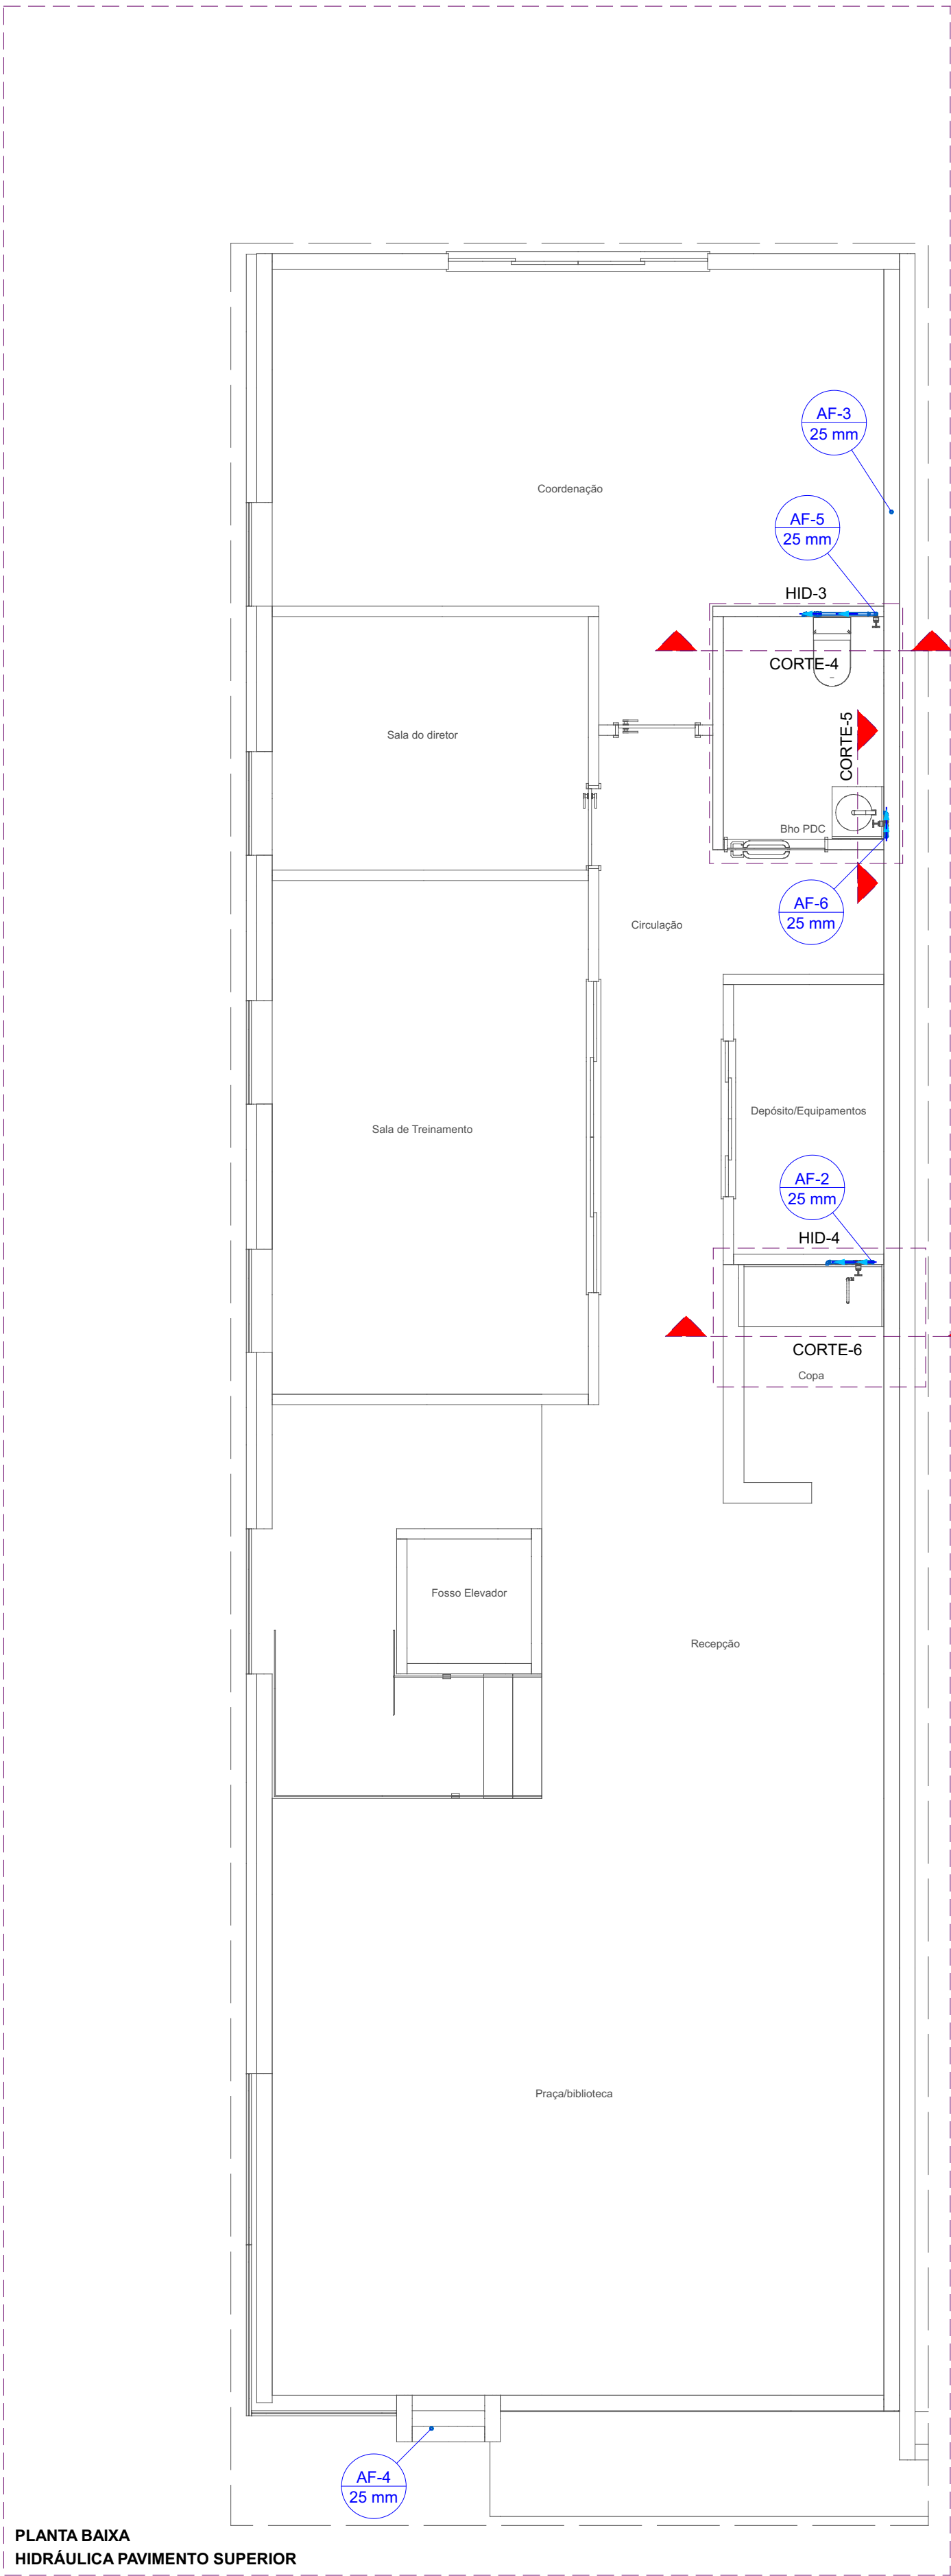 AF-3
25 mm
Coordenação
AF-5
25 mm
HID-3
CORTE-4
CORTE-5
Sala do diretor
Bho PDC
AF-6
25 mm
Circulação
Depósito/Equipamentos
Sala de Treinamento
AF-2
25 mm
HID-4
CORTE-6
Copa
Fosso Elevador
Recepção
Praça/biblioteca
AF-4
25 mm
PLANTA BAIXA
HIDRÁULICA PAVIMENTO SUPERIOR